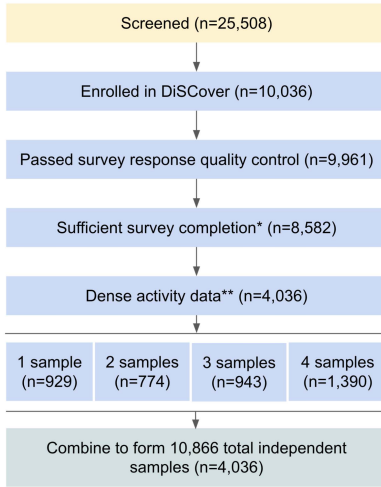 Screened (n=25,508)
Enrolled in DiSCover (n=10,036)
Passed survey response quality control (n=9,961)
Sufficient survey completion* (n=8,582)
Dense activity data** (n=4,036)
1 sample
(n=929)
2 samples
(n=774)
3 samples
(n=943)
4 samples
(n=1,390)
Combine to form 10,866 total independent
samples (n=4,036)